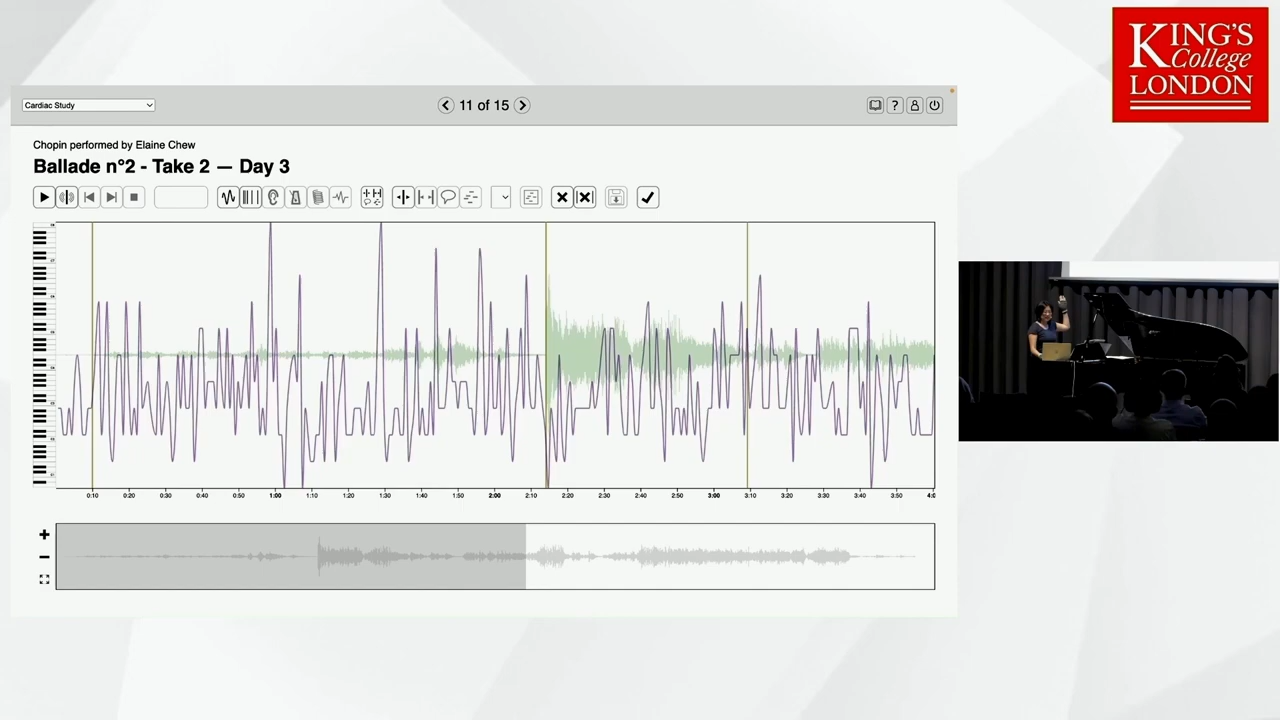 KING'S
College
LONDON
Cardiac Study
11 of 15
?
Chopin performed by Elaine Chew
Ballade n°2 - Take 2 — Day 3
0:10 0:20 0:30 0:40 0:50 1:00 1:10 1:20 1:30 1:40 1:50 2:00 2:10 2:20 2:30 2:40 2:50 3:00 3:10 3:20 3:30 3:40 3:50 4:0